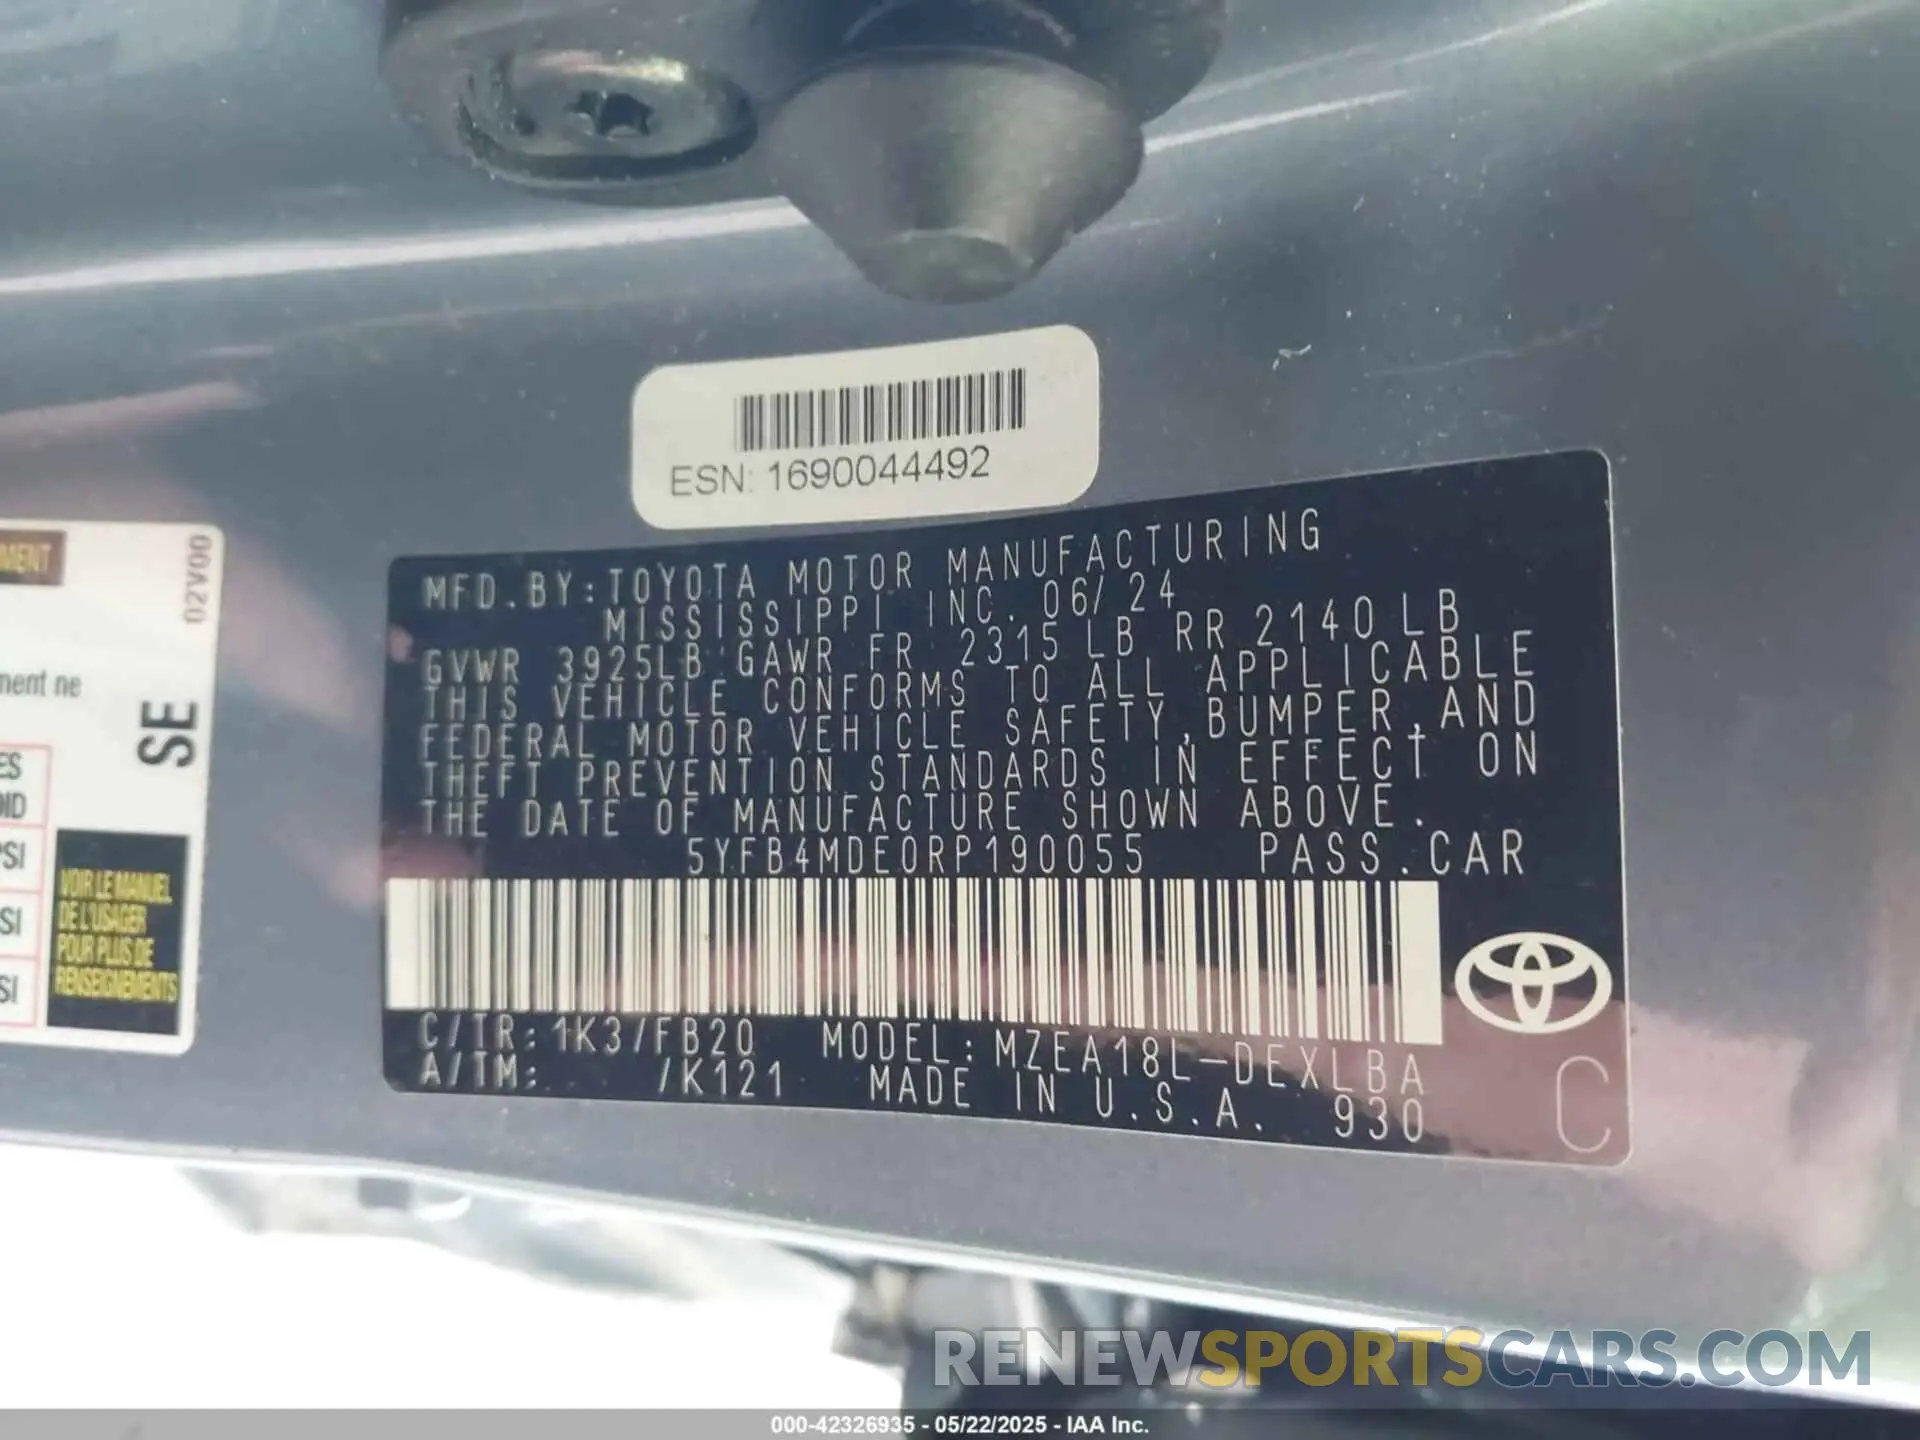 ESN: 1690044492
MFD. BY: TOYOTA MOTOR MANUFACTURING
MISSISSIPPI, INC. 06/24
GVWR 3925LB GAWR FR 2315 LB RR 2140 LB
THIS VEHICLE CONFORMS TO ALL APPLICABLE
FEDERAL MOTOR VEHICLE SAFETY, BUMPER, AND
THEFT PREVENTION STANDARDS IN EFFECT ON
THE DATE OF MANUFACTURE SHOWN ABOVE.
5YFB4MDE0RP190055 PASS. CAR
C/TR: 1K3/FB20 MODEL: MZEA18L-DEXLBA
A/TM: /K121 MADE IN U.S.A. 930
C
02V00
ment ne
SE
VOIR LE MANUEL
DE L'USAGER
POUR PLUS DE
RENSEIGNEMENTS
RENEWSPORTSCARS.COM
000-42326935 - 05/22/2025 - IAA Inc.